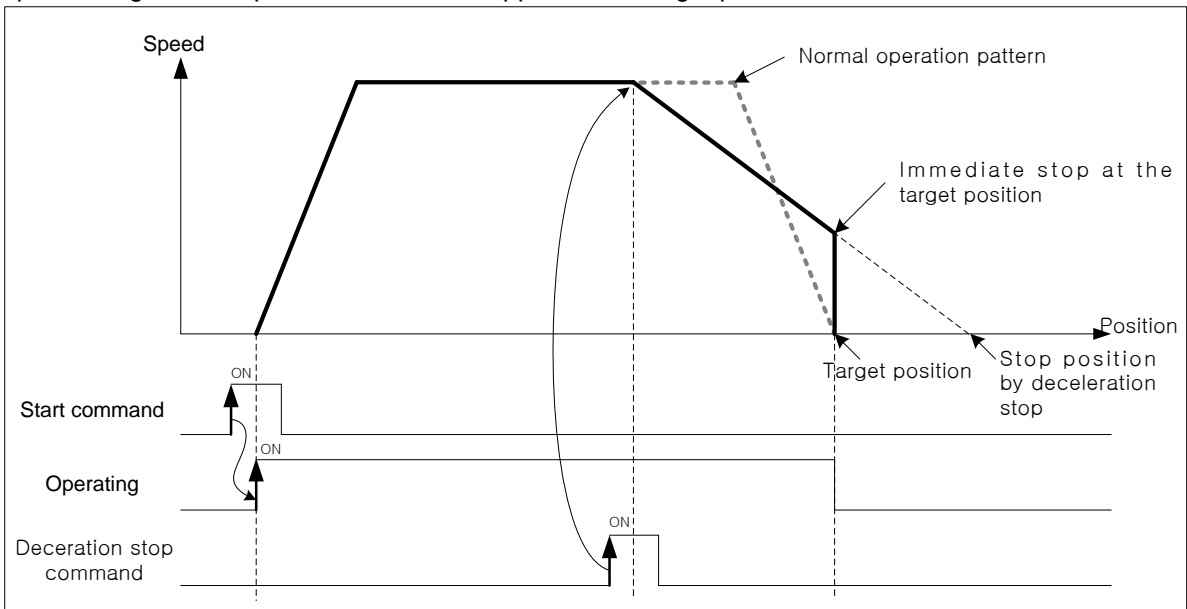 Speed
Normal operation pattern
Immediate stop at the
target position
Position
Target position
Stop position
by deceleration
stop
ON
Start command
ON
Operating
ON
Deceration stop
command